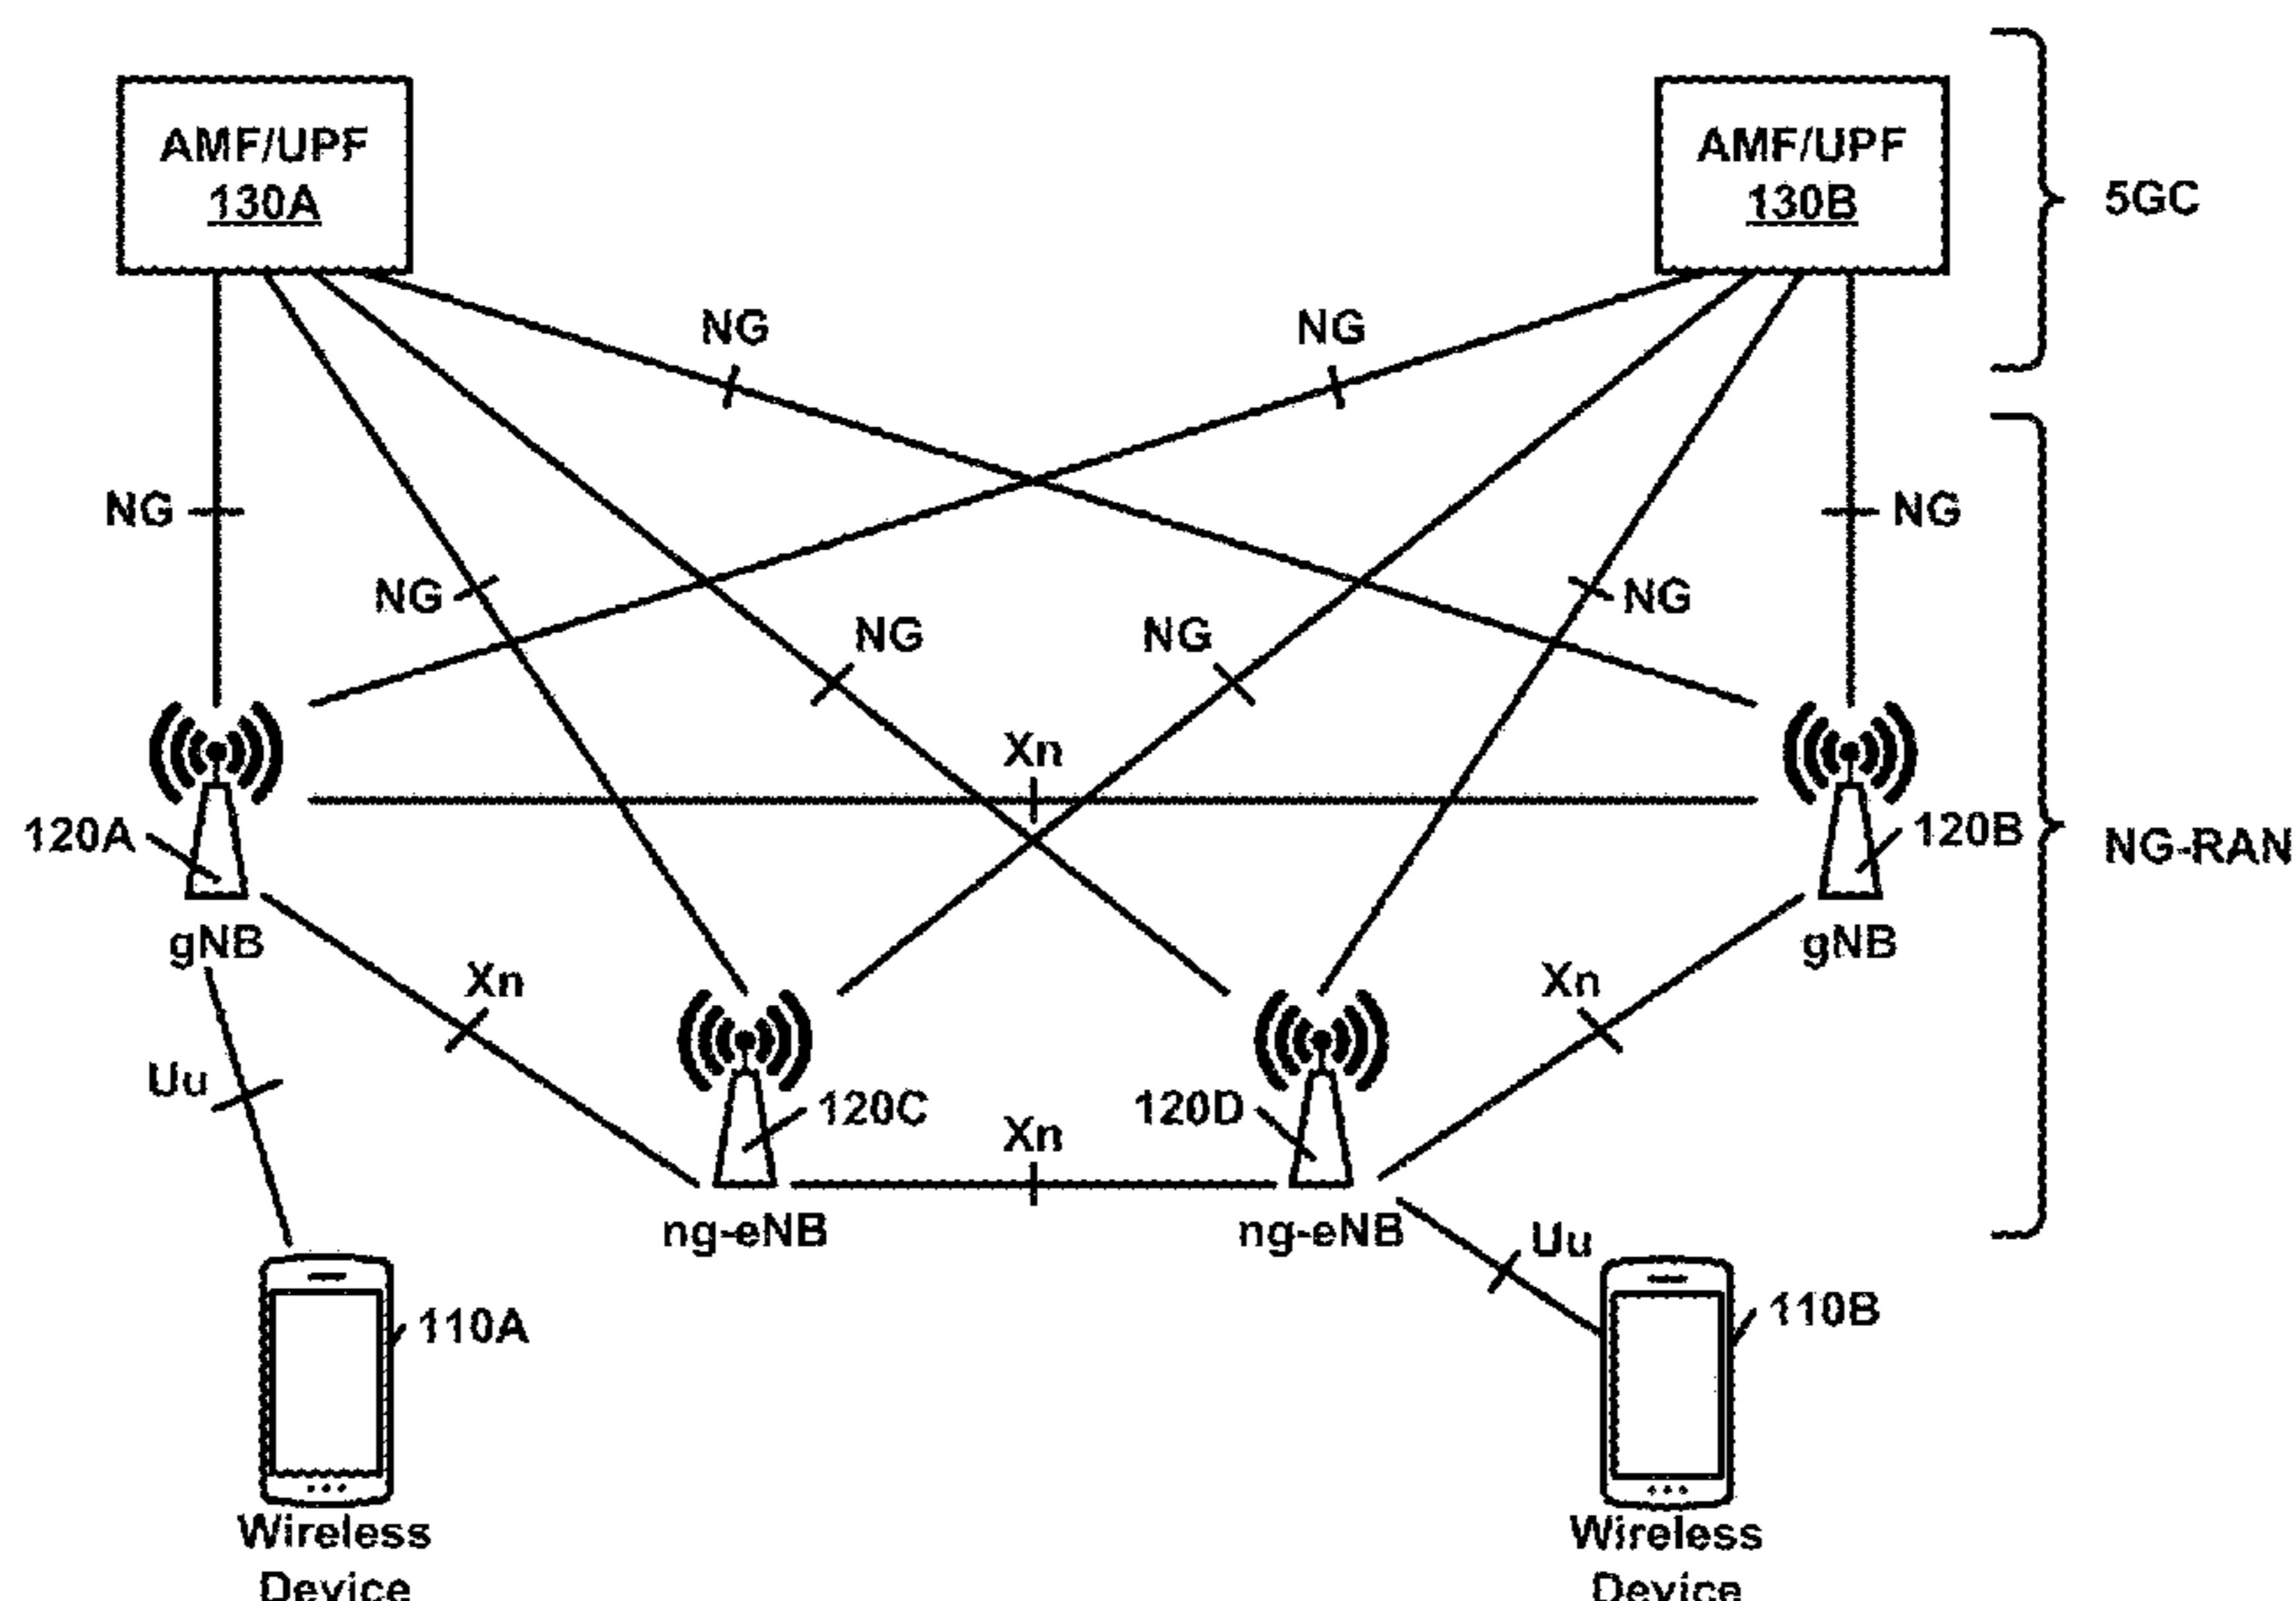 AMF/UPF
130A
AMF/UPF
130B
5GC
NG
NG
NG
NG
NG
NG
NG
NG
Xn
120A
120B
NG-RAN
gNB
gNB
Xn
Xn
Uu
120C
120D
Xn
ng-eNB
ng-eNB
Uu
110A
110B
Wireless
Device
Wireless
Device